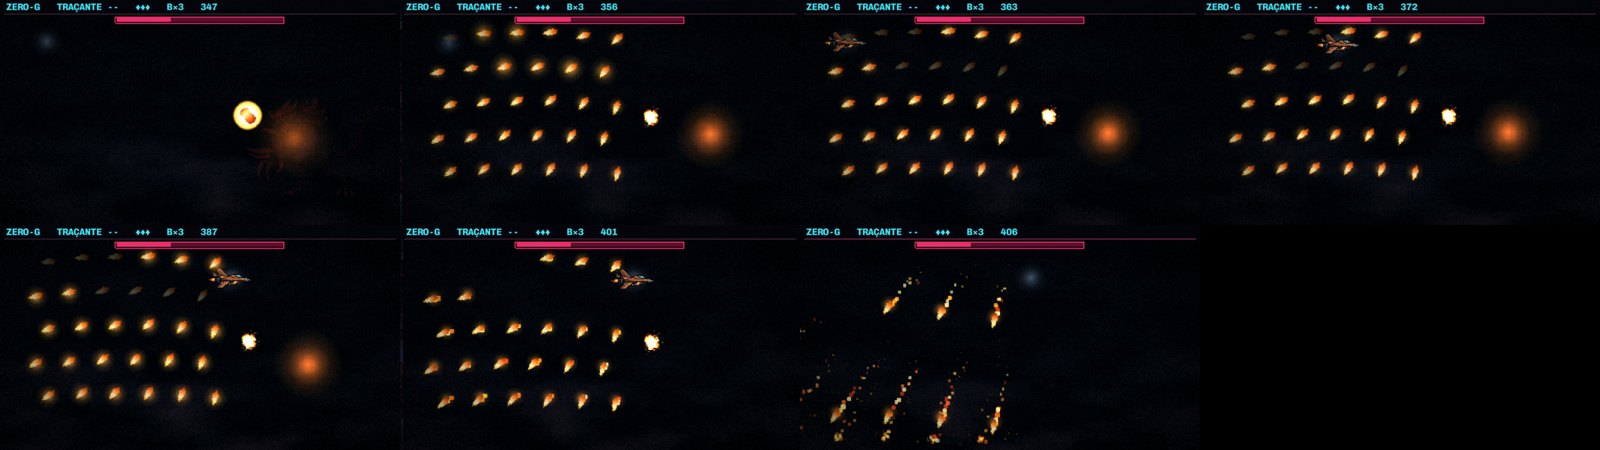 ZERO-G TRAÇANTE -- ♦♦♦ B×3 347
ZERO-G TRAÇANTE -- ♦♦♦ B×3 356
ZERO-G TRAÇANTE -- ♦♦♦ B×3 363
ZERO-G TRAÇANTE -- ♦♦♦ B×3 372
ZERO-G TRAÇANTE -- ♦♦♦ B×3 387
ZERO-G TRAÇANTE -- ♦♦♦ B×3 401
ZERO-G TRAÇANTE -- ♦♦♦ B×3 406